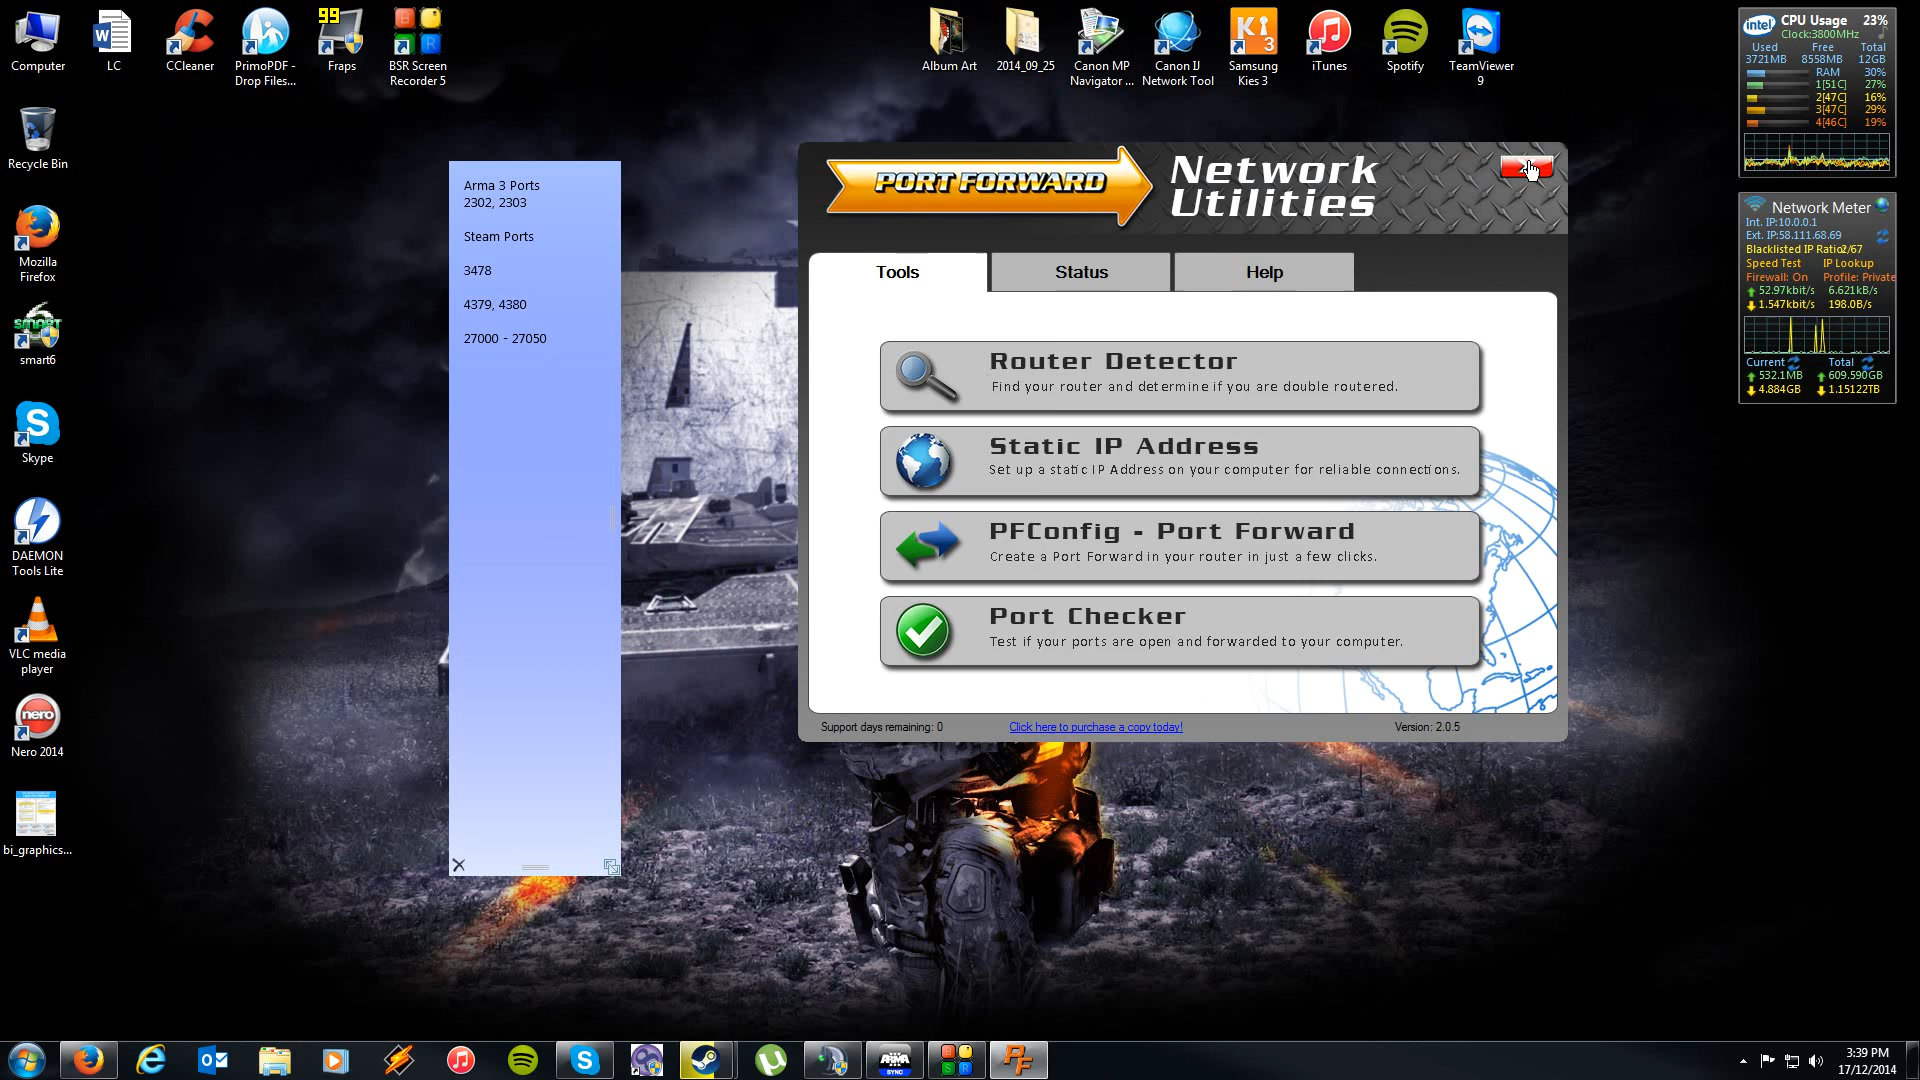 Computer
LC
CCleaner
PrimoPDF -
Drop Files...
99
Fraps
BSR Screen
Recorder 5
Album Art
2014_09_25
Canon MP
Navigator ...
Canon IJ
Network Tool
Samsung
Kies 3
iTunes
Spotify
TeamViewer
9
Recycle Bin
Mozilla
Firefox
smart6
Skype
DAEMON
Tools Lite
VLC media
player
nero
Nero 2014
bi_graphics...
Arma 3 Ports
2302, 2303
Steam Ports
3478
4379, 4380
27000 - 27050
PORT FORWARD
Network
Utilities
Tools
Status
Help
Router Detector
Find your router and determine if you are double routered.
Static IP Address
Set up a static IP Address on your computer for reliable connections.
PFConfig - Port Forward
Create a Port Forward in your router in just a few clicks.
Port Checker
Test if your ports are open and forwarded to your computer.
Support days remaining: 0
Click here to purchase a copy today!
Version: 2.0.5
intel
CPU Usage 23%
Clock:3800MHz
Used Free Total
3721MB 8558MB 12GB
RAM 30%
1[51C] 27%
2[47C] 16%
3[47C] 29%
4[46C] 19%
Network Meter
Int. IP:10.0.0.1
Ext. IP:58.111.68.69
Blacklisted IP Ratio2/67
Speed Test IP Lookup
Firewall: On Profile: Private
52.97kbit/s 6.621kB/s
1.547kbit/s 198.0B/s
Current Total
532.1MB 609.590GB
4.884GB 1.15122TB
ARMA
SYNC
PF
3:39 PM
17/12/2014